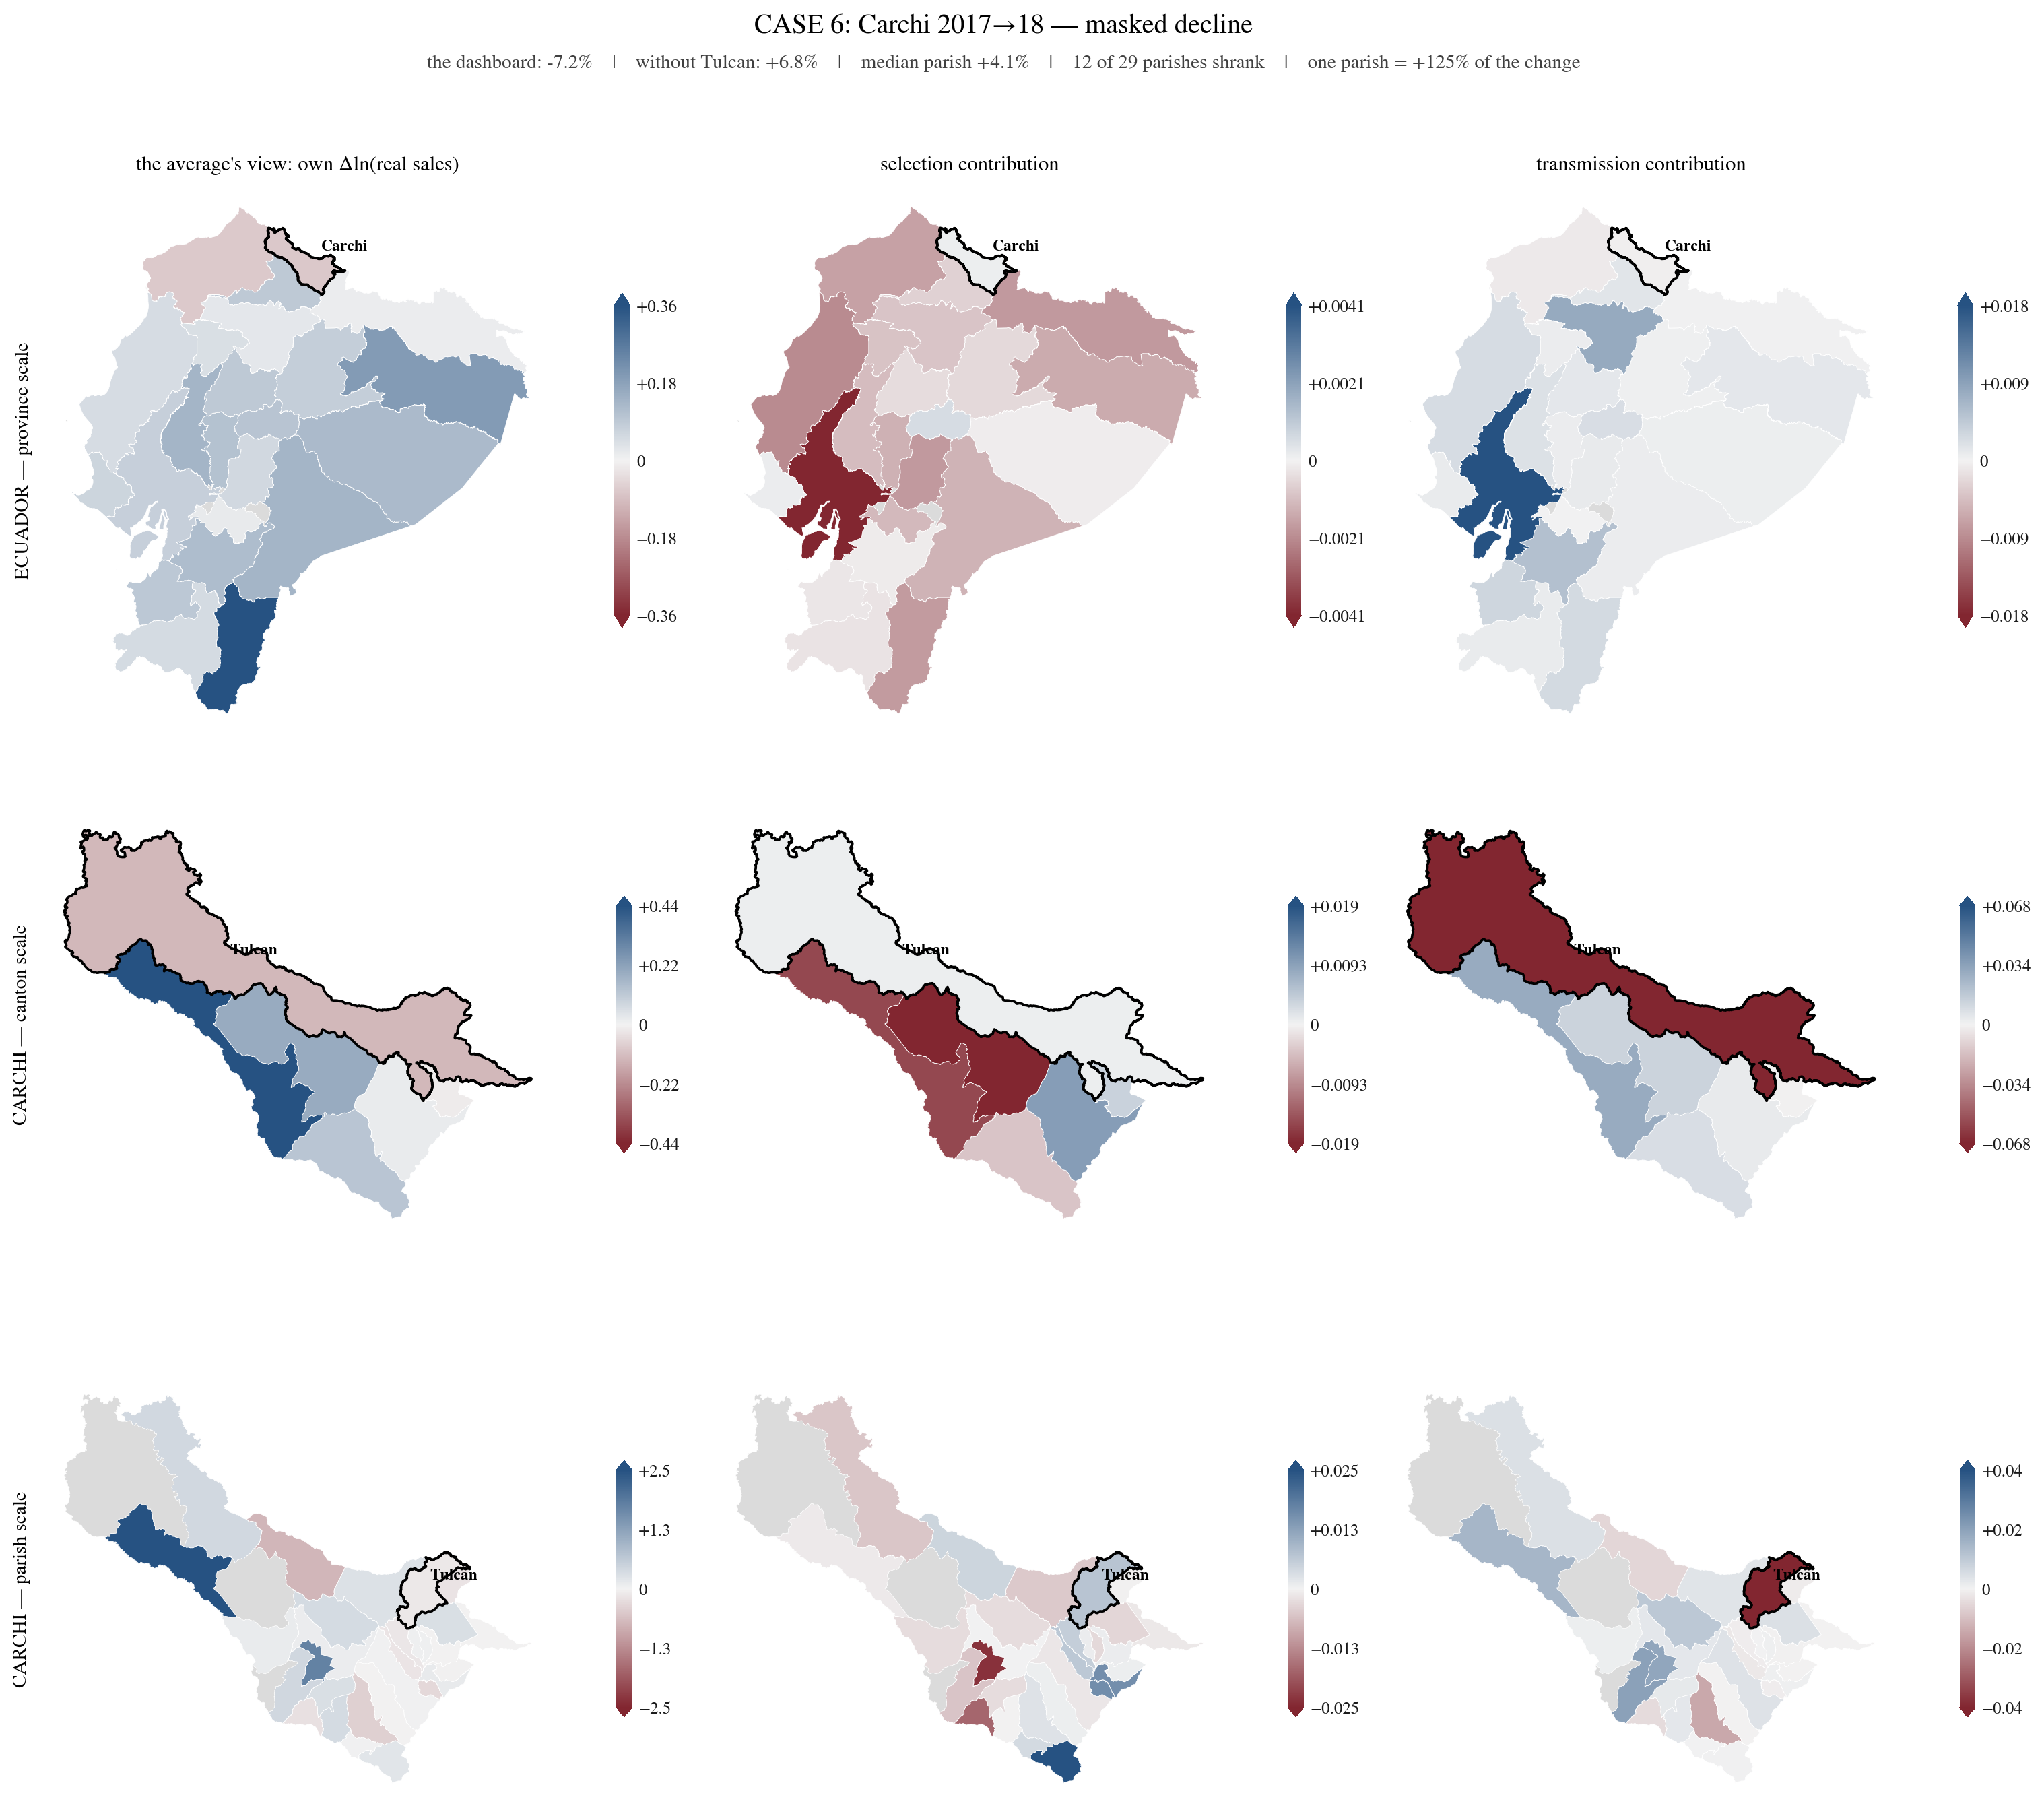 CASE 6: Carchi 2017→18 — masked decline
the dashboard: -7.2% | without Tulcan: +6.8% | median parish +4.1% | 12 of 29 parishes shrank | one parish = +125% of the change
the average's view: own Δln(real sales)
selection contribution
transmission contribution
ECUADOR — province scale
Carchi
+0.36
+0.18
0
−0.18
−0.36
Carchi
+0.0041
+0.0021
0
−0.0021
−0.0041
Carchi
+0.018
+0.009
0
−0.009
−0.018
CARCHI — canton scale
Tulcan
+0.44
+0.22
0
−0.22
−0.44
Tulcan
+0.019
+0.0093
0
−0.0093
−0.019
Tulcan
+0.068
+0.034
0
−0.034
−0.068
CARCHI — parish scale
Tulcan
+2.5
+1.3
0
−1.3
−2.5
Tulcan
+0.025
+0.013
0
−0.013
−0.025
Tulcan
+0.04
+0.02
0
−0.02
−0.04